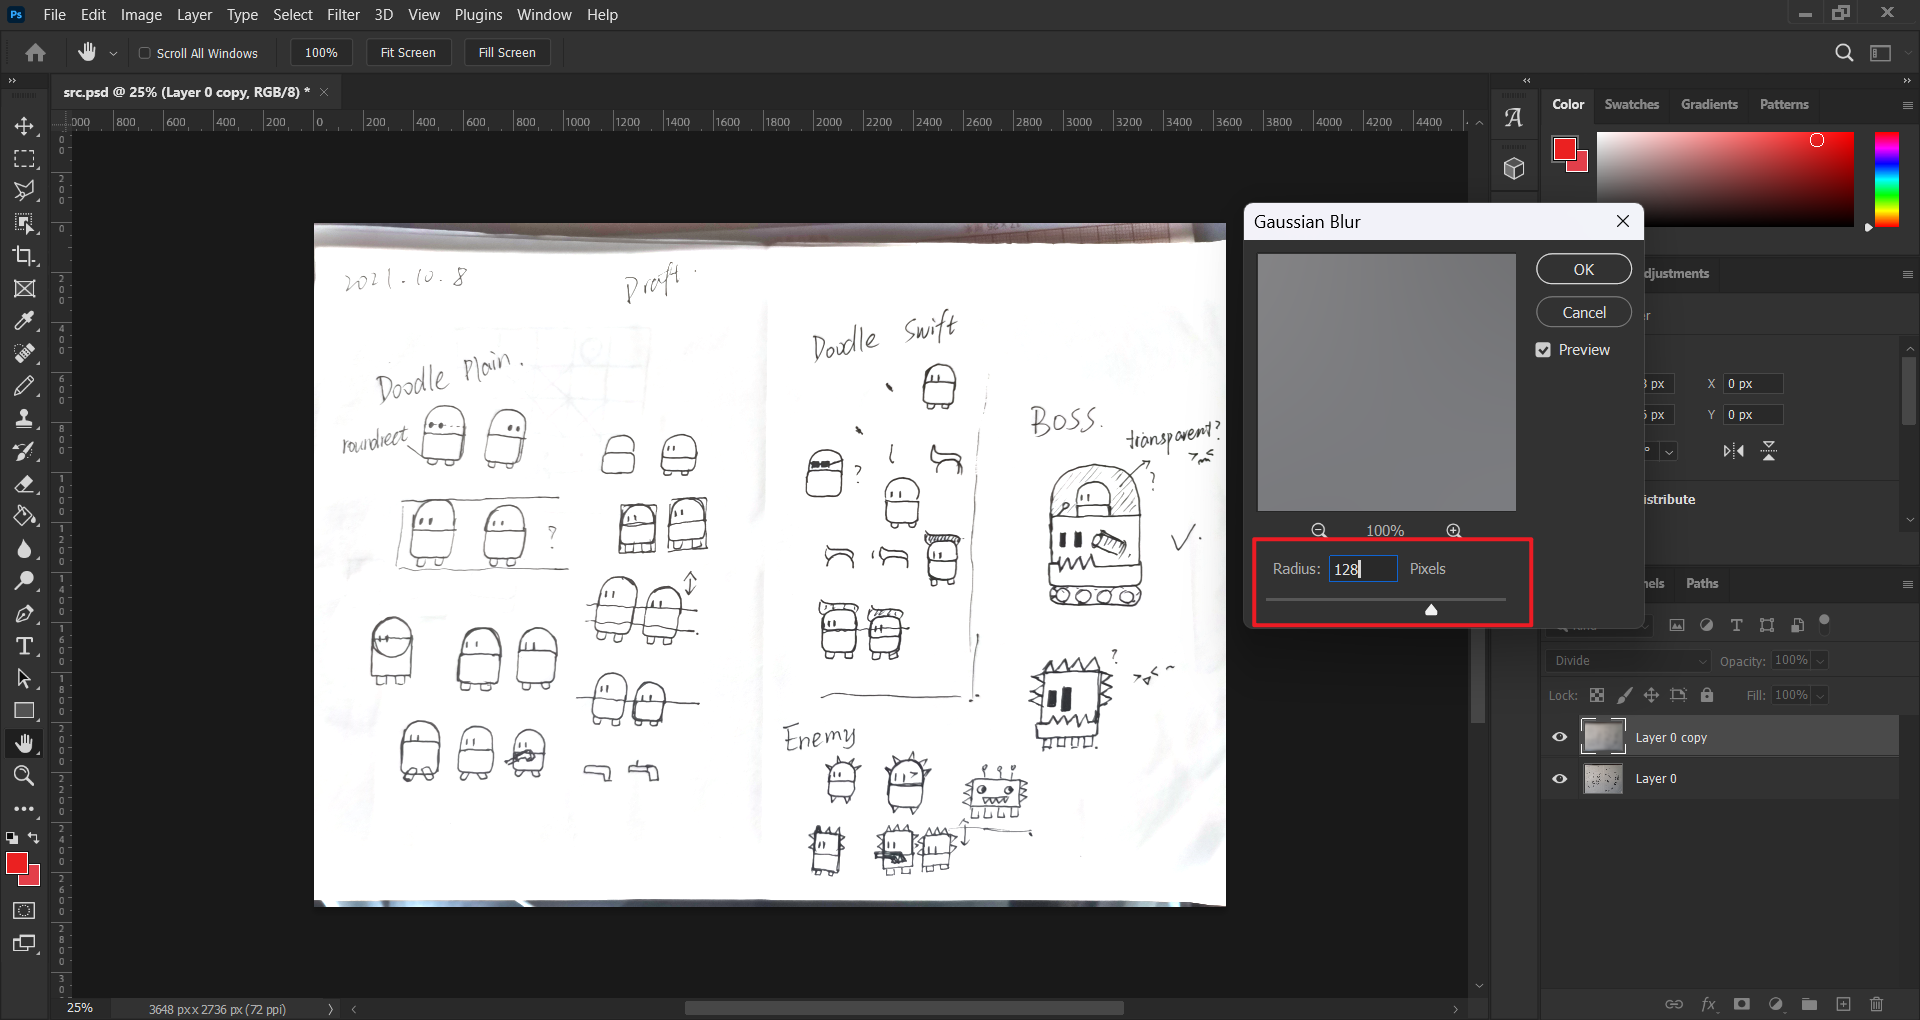 Ps File Edit Image Layer Type Select Filter 3D View Plugins Window Help
Scroll All Windows 100% Fit Screen Fill Screen
src.psd @ 25% (Layer 0 copy, RGB/8) *
000 800 600 400 200 0 200 400 600 800 1000 1200 1400 1600 1800 2000 2200 2400 2600 2800 3000 3200 3400 3600 3800 4000 4200 4400
2021.10.8
Draft.
Doodle Plain.
roundrect
?
Doodle Swift
?
BOSS.
transparent?
?
?
Enemy
Gaussian Blur
OK
Cancel
Preview
100%
Radius: 128 Pixels
Color Swatches Gradients Patterns
djustments
er
8 px X 0 px
5 px Y 0 px
°
istribute
nels Paths
Divide Opacity: 100%
Lock: Fill: 100%
Layer 0 copy
Layer 0
25% 3648 px x 2736 px (72 ppi)
fx